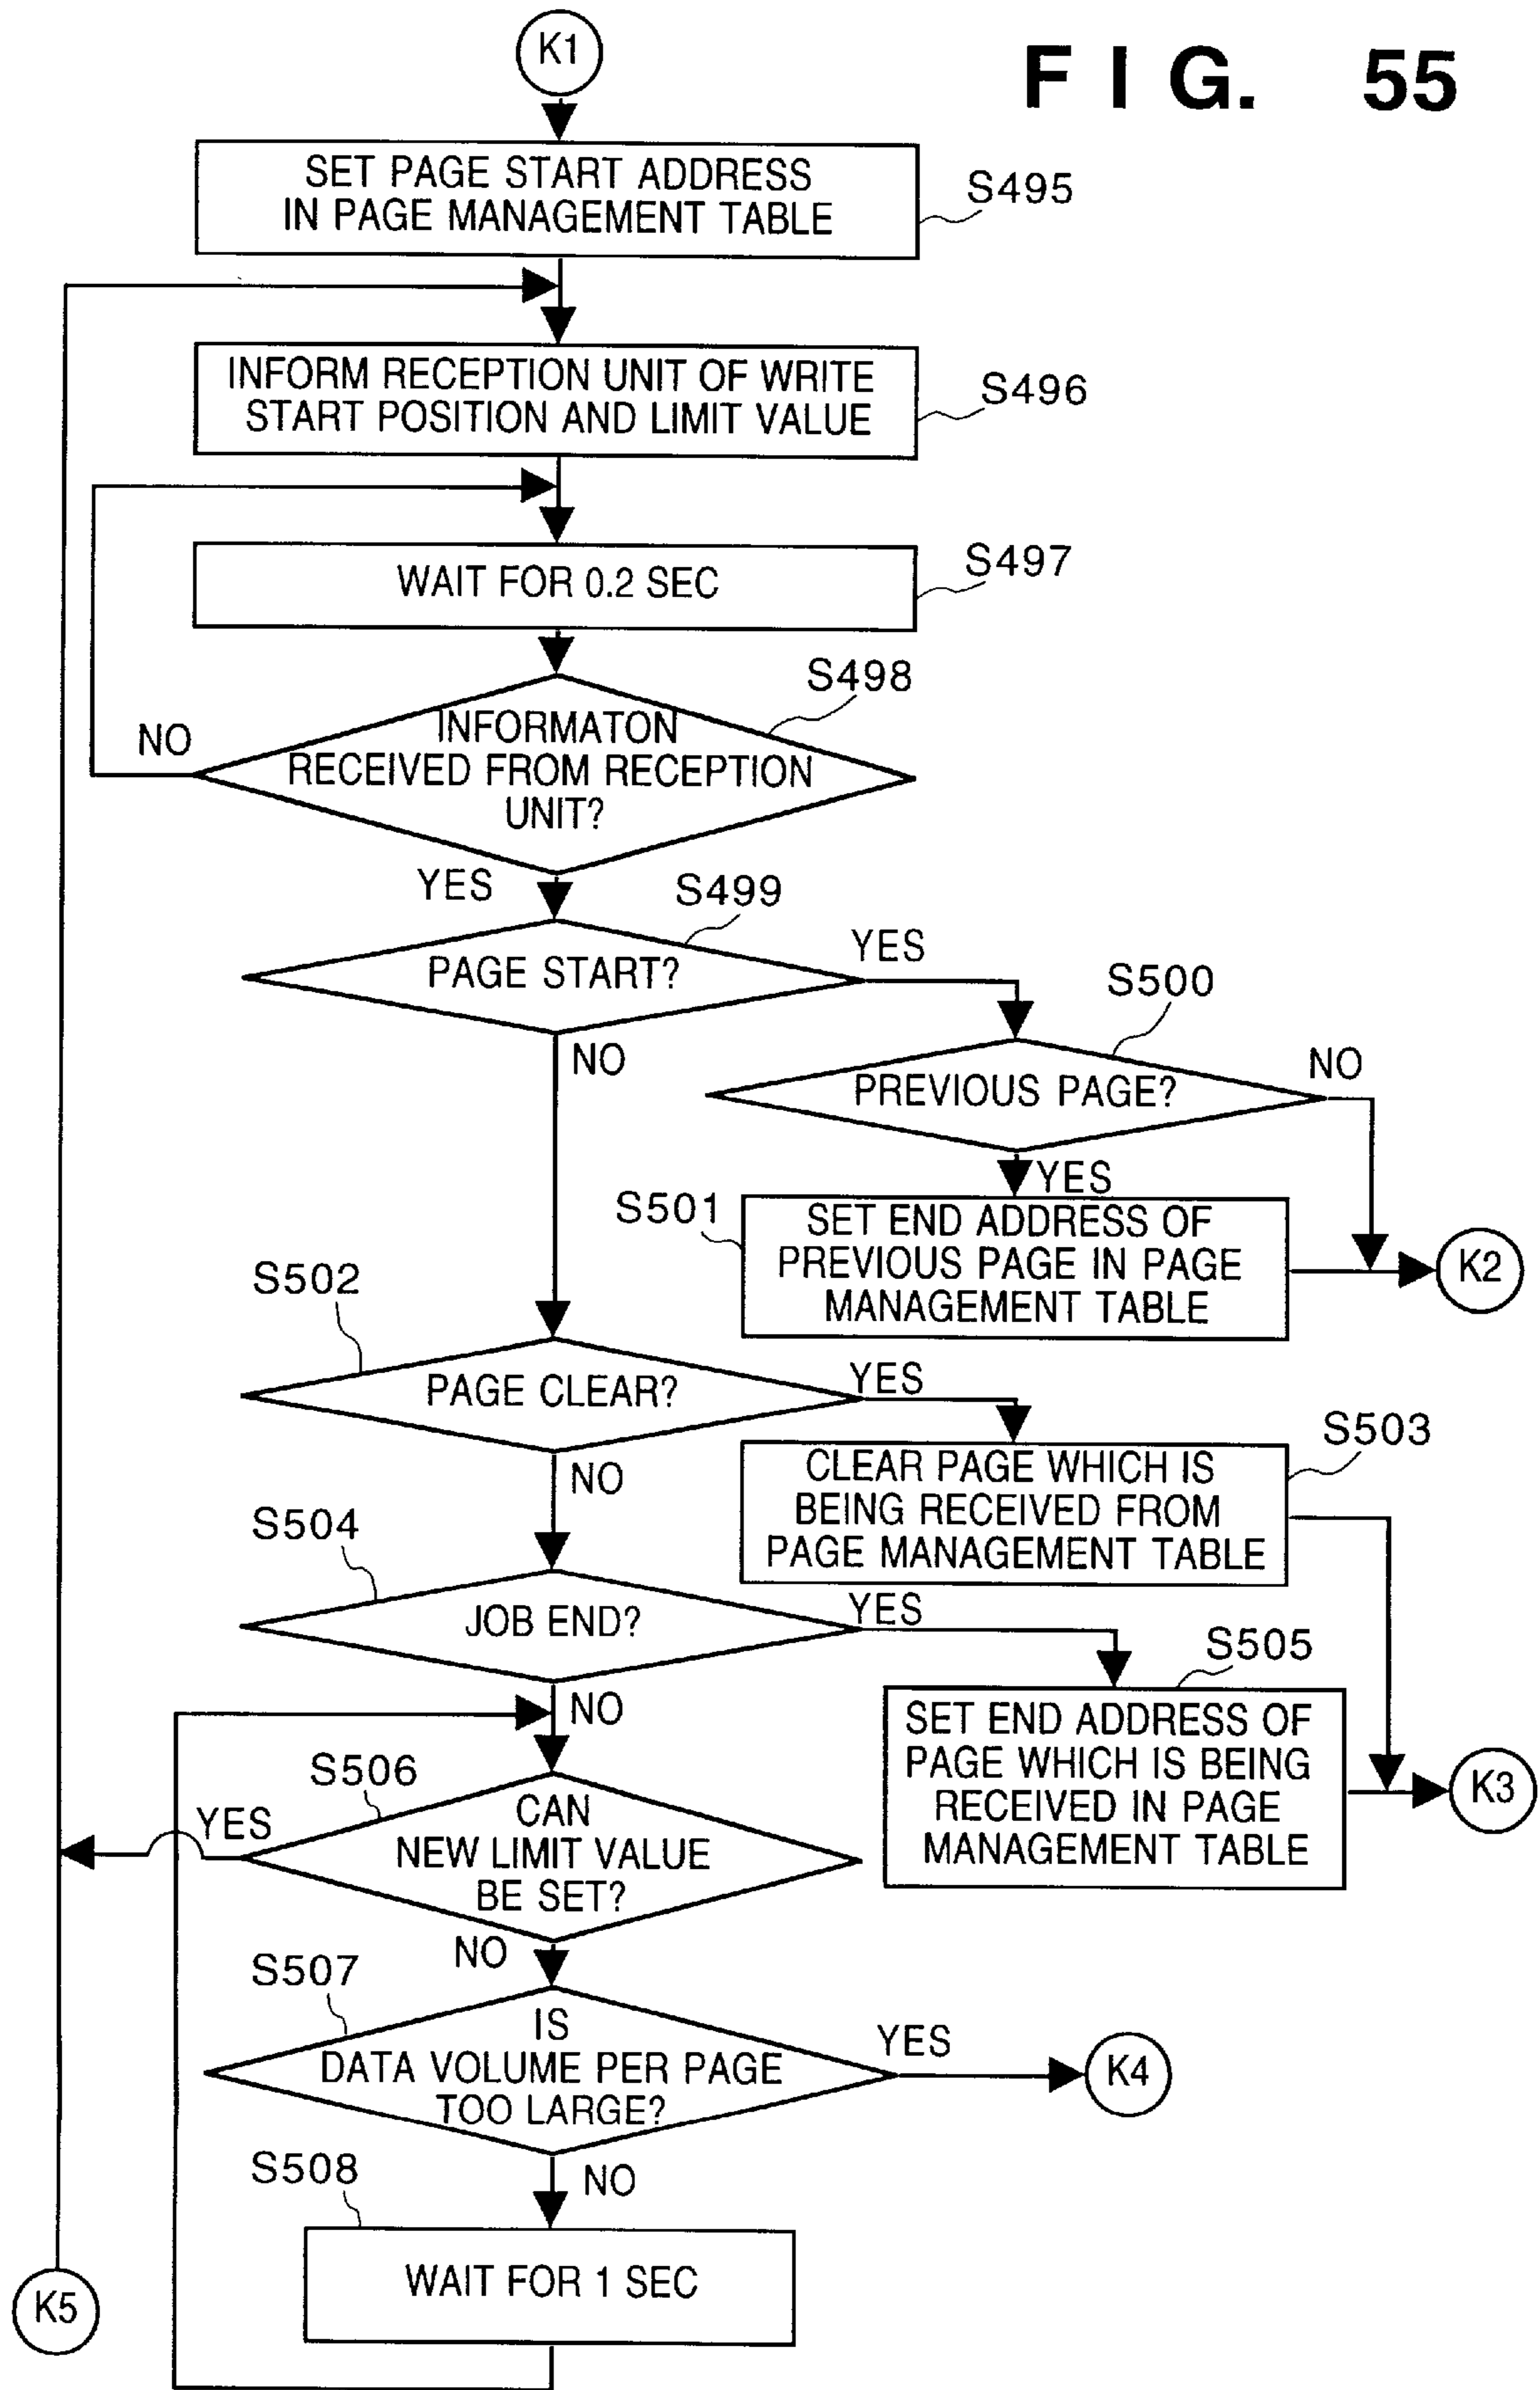 K1
FIG. 55
SET PAGE START ADDRESS
IN PAGE MANAGEMENT TABLE
S495
INFORM RECEPTION UNIT OF WRITE
START POSITION AND LIMIT VALUE
S496
WAIT FOR 0.2 SEC
S497
S498
INFORMATON
RECEIVED FROM RECEPTION
UNIT?
NO
YES
S499
PAGE START?
YES
NO
S500
PREVIOUS PAGE?
NO
YES
S501
SET END ADDRESS OF
PREVIOUS PAGE IN PAGE
MANAGEMENT TABLE
K2
S502
PAGE CLEAR?
YES
NO
S503
CLEAR PAGE WHICH IS
BEING RECEIVED FROM
PAGE MANAGEMENT TABLE
S504
JOB END?
YES
NO
S505
SET END ADDRESS OF
PAGE WHICH IS BEING
RECEIVED IN PAGE
MANAGEMENT TABLE
K3
S506
YES
CAN
NEW LIMIT VALUE
BE SET?
NO
S507
IS
DATA VOLUME PER PAGE
TOO LARGE?
YES
K4
NO
S508
WAIT FOR 1 SEC
K5